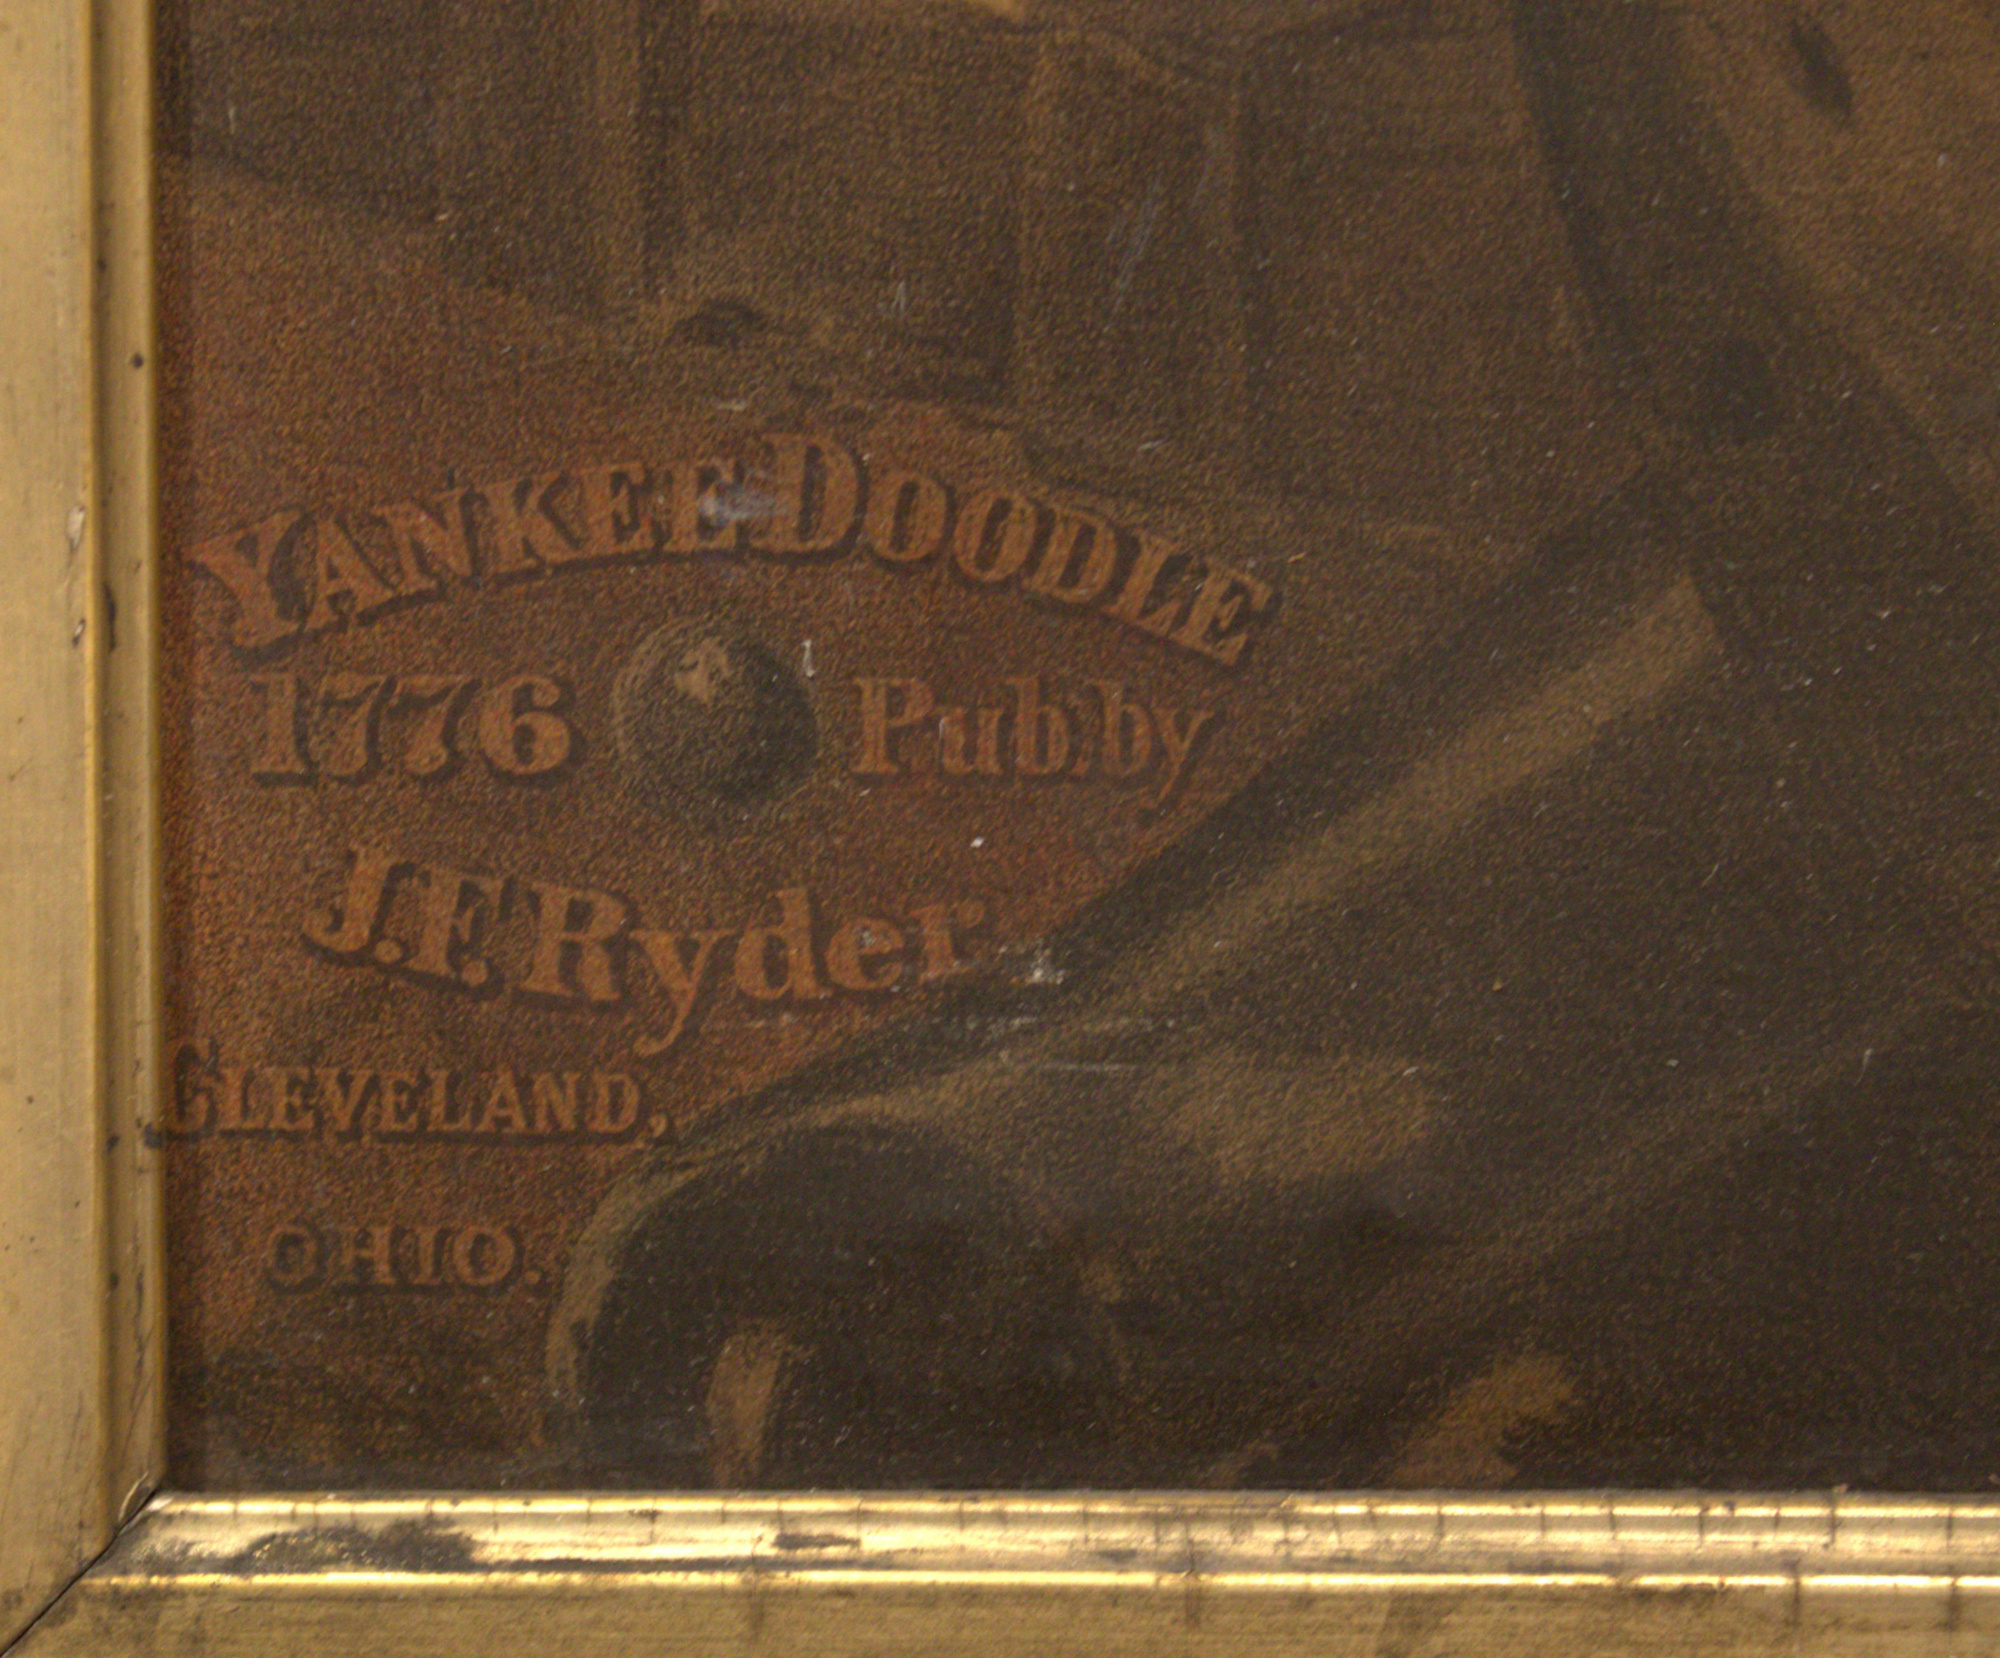 YANKEE DOODLE
1776 Pub. by
J. F. Ryder
CLEVELAND,
OHIO.